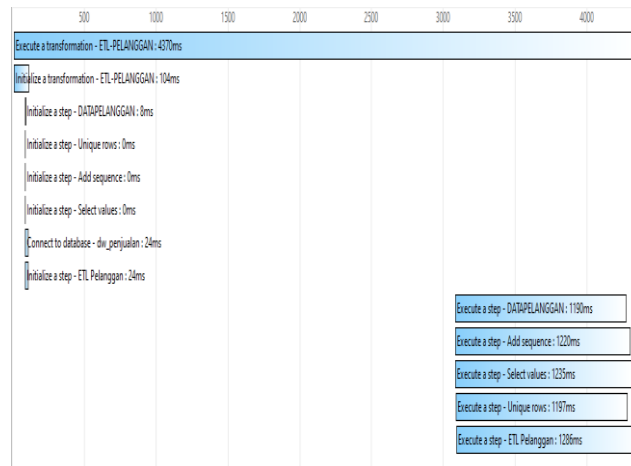 500 1000 1500 2000 2500 3000 3500 4000
Execute a transformation - ETL-PELANGGAN : 4370ms
Initialize a transformation - ETL-PELANGGAN : 104ms
Initialize a step - DATAPELANGGAN : 8ms
Initialize a step - Unique rows : 0ms
Initialize a step - Add sequence : 0ms
Initialize a step - Select values : 0ms
Connect to database - dw_penjualan : 24ms
Initialize a step - ETL Pelanggan : 24ms
Execute a step - DATAPELANGGAN : 1190ms
Execute a step - Add sequence : 1220ms
Execute a step - Select values : 1235ms
Execute a step - Unique rows : 1197ms
Execute a step - ETL Pelanggan : 1286ms